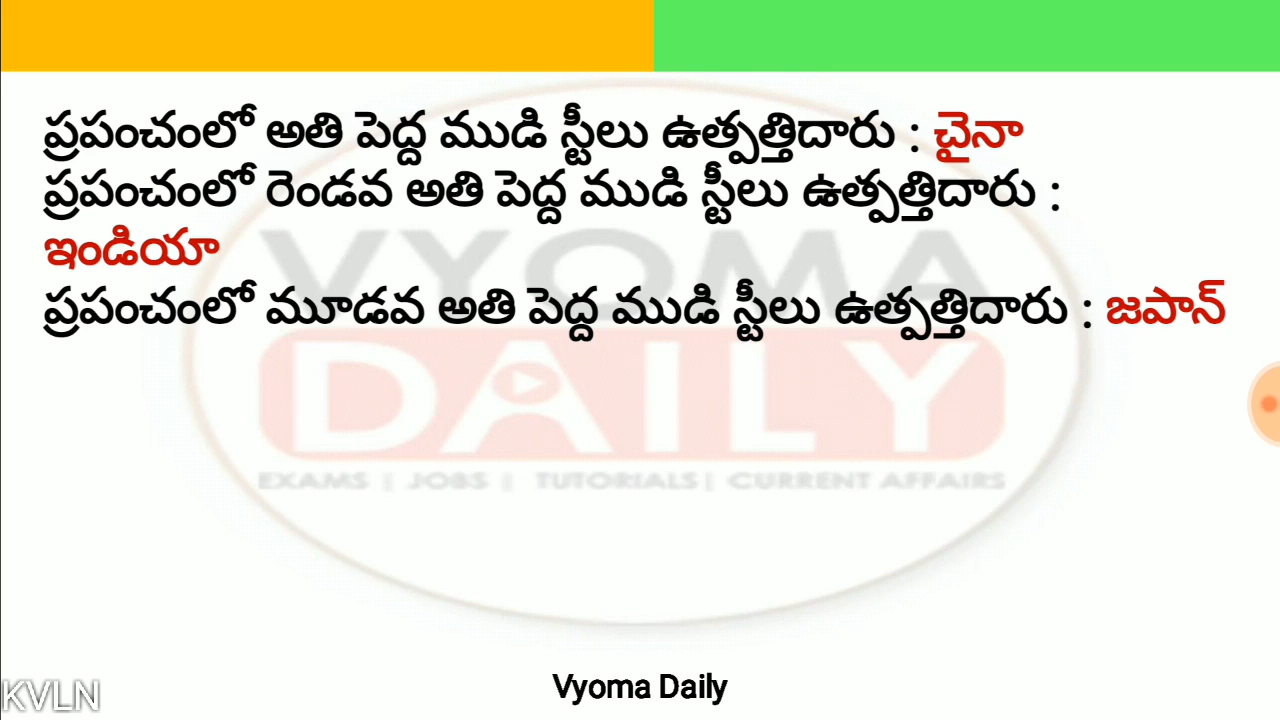 ప్రపంచంలో అతి పెద్ద ముడి స్టీలు ఉత్పత్తిదారు : చైనా
ప్రపంచంలో రెండవ అతి పెద్ద ముడి స్టీలు ఉత్పత్తిదారు :
ఇండియా
ప్రపంచంలో మూడవ అతి పెద్ద ముడి స్టీలు ఉత్పత్తిదారు : జపాన్
VYOMA
DAILY
EXAMS | JOBS | TUTORIALS | CURRENT AFFAIRS
Vyoma Daily
KVLN